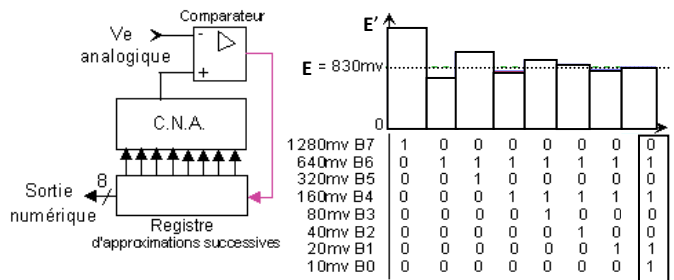 Comparateur
Ve
analogique
-
+
C.N.A.
8
Sortie
numérique
Registre
d'approximations successives
E'
E = 830mv
0
1280mv B7 1 0 0 0 0 0 0 0
640mv B6 0 1 1 1 1 1 1 1
320mv B5 0 0 1 0 0 0 0 0
160mv B4 0 0 0 1 1 1 1 1
80mv B3 0 0 0 0 1 0 0 0
40mv B2 0 0 0 0 0 1 0 0
20mv B1 0 0 0 0 0 0 1 1
10mv B0 0 0 0 0 0 0 0 1